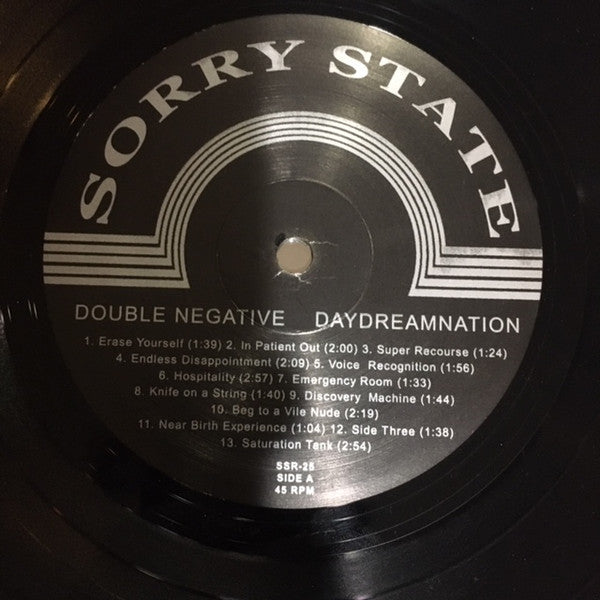 SORRY STATE
DOUBLE NEGATIVE DAYDREAMNATION
1. Erase Yourself (1:39) 2. In Patient Out (2:00) 3. Super Recourse (1:24)
4. Endless Disappointment (2:09) 5. Voice Recognition (1:56)
6. Hospitality (2:57) 7. Emergency Room (1:33)
8. Knife on a String (1:40) 9. Discovery Machine (1:44)
10. Beg to a Vile Nude (2:19)
11. Near Birth Experience (1:04) 12. Side Three (1:38)
13. Saturation Tank (2:54)
SSR-25
SIDE A
45 RPM